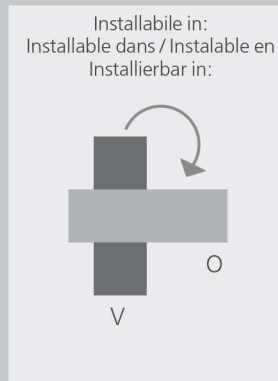 Installabile in:
Installable dans / Instalable en
Installierbar in:
O
V